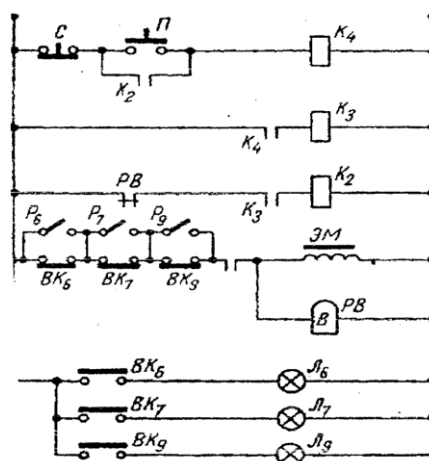 С П К₄
К₂
К₄ К₃
РВ К₃ К₂
Р₆ Р₇ Р₉ ЭМ
ВК₆ ВК₇ ВК₉ В РВ
ВК₆ Л₆
ВК₇ Л₇
ВК₉ Л₉